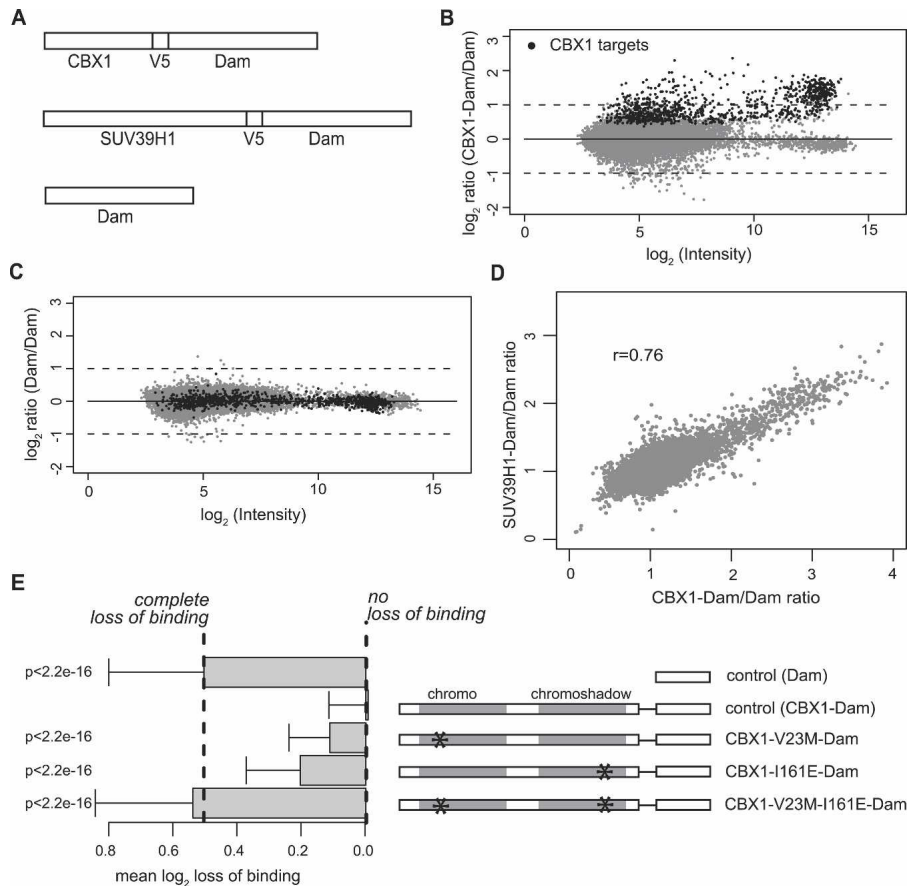 A
CBX1 V5 Dam
SUV39H1 V5 Dam
Dam
B
CBX1 targets
log2 ratio (CBX1-Dam/Dam)
3
2
1
0
-1
-2
0 5 10 15
log2 (Intensity)
C
log2 ratio (Dam/Dam)
3
2
1
0
-1
-2
0 5 10 15
log2 (Intensity)
D
r=0.76
SUV39H1-Dam/Dam ratio
3
2
1
0
0 1 2 3 4
CBX1-Dam/Dam ratio
E
complete
loss of binding
no
loss of binding
p<2.2e-16
p<2.2e-16
p<2.2e-16
p<2.2e-16
0.8 0.6 0.4 0.2 0.0
mean log2 loss of binding
chromo chromoshadow
control (Dam)
control (CBX1-Dam)
CBX1-V23M-Dam
CBX1-I161E-Dam
CBX1-V23M-I161E-Dam